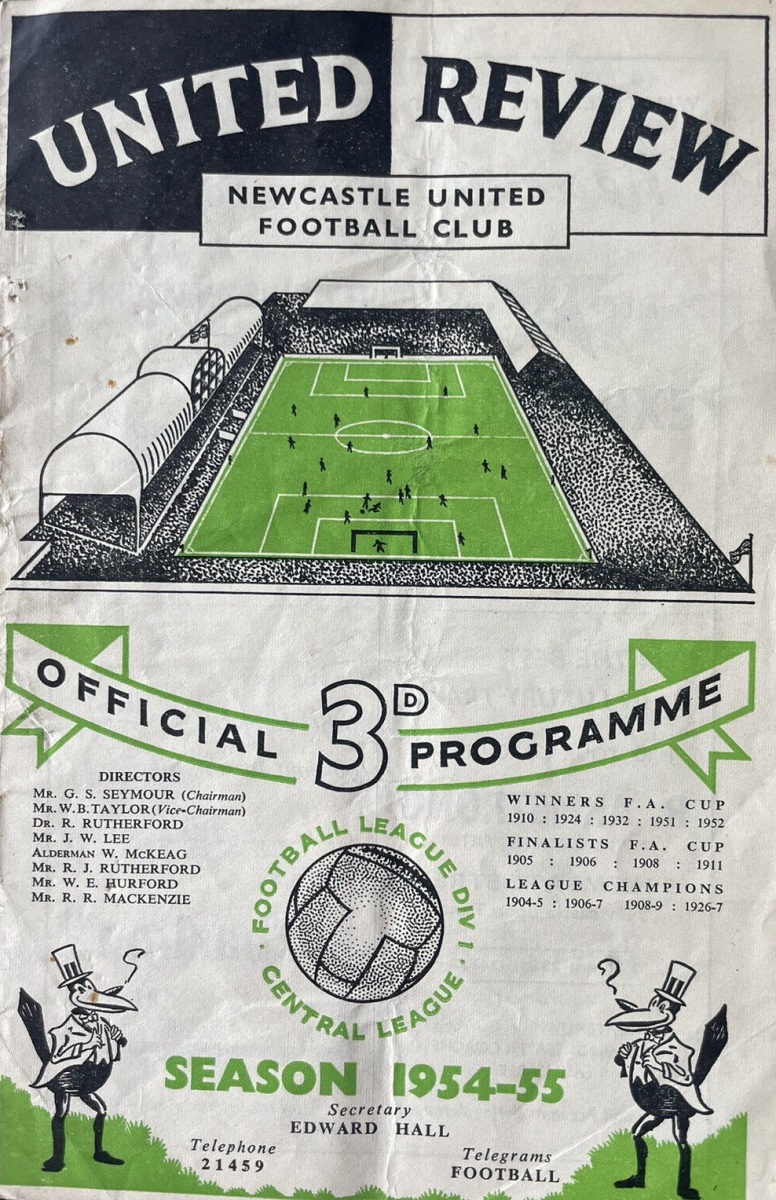 UNITED REVIEW
NEWCASTLE UNITED
FOOTBALL CLUB
OFFICIAL 3D PROGRAMME
DIRECTORS
MR. G. S. SEYMOUR (Chairman)
MR. W. B. TAYLOR (Vice-Chairman)
DR. R. RUTHERFORD
MR. J. W. LEE
ALDERMAN W. McKEAG
MR. R. J. RUTHERFORD
MR. W. E. HURFORD
MR. R. R. MACKENZIE
WINNERS F.A. CUP
1910 : 1924 : 1932 : 1951 : 1952
FINALISTS F.A. CUP
1905 : 1906 : 1908 : 1911
LEAGUE CHAMPIONS
1904-5 : 1906-7 1908-9 : 1926-7
· FOOTBALL LEAGUE DIV 1 ·
CENTRAL LEAGUE
SEASON 1954-55
Secretary
EDWARD HALL
Telephone
21459
Telegrams
FOOTBALL